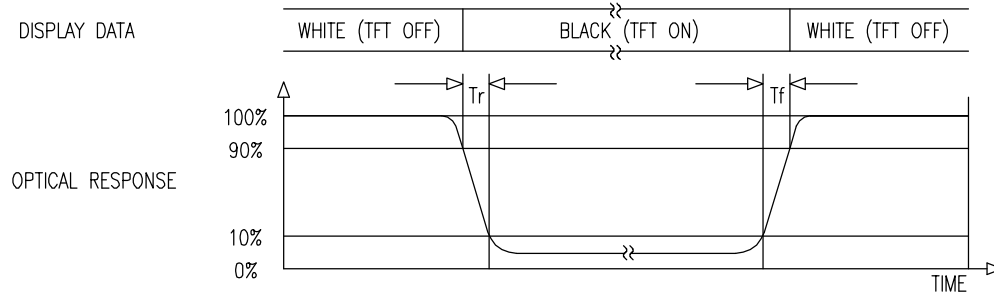 DISPLAY DATA
WHITE (TFT OFF)
BLACK (TFT ON)
WHITE (TFT OFF)
Tr
Tf
100%
90%
OPTICAL RESPONSE
10%
0%
TIME